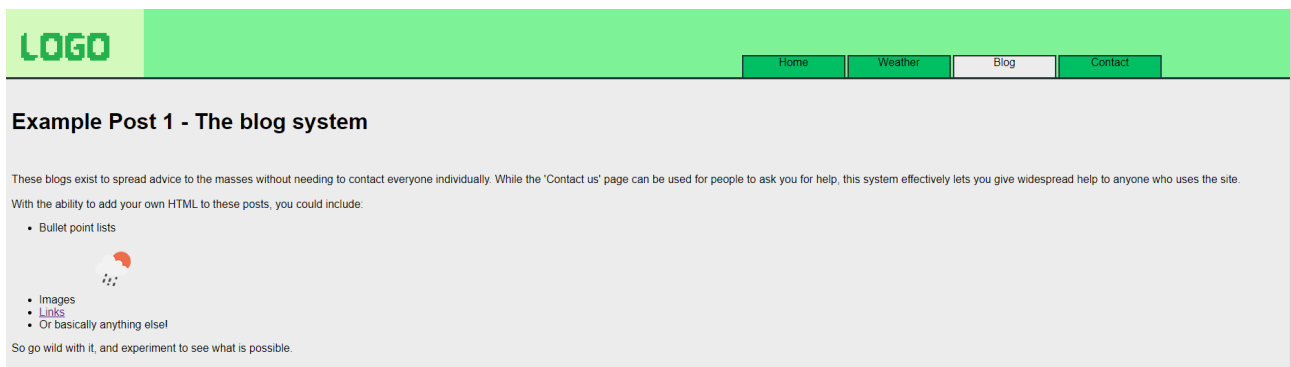 LOGO
Home Weather Blog Contact
Example Post 1 - The blog system
These blogs exist to spread advice to the masses without needing to contact everyone individually. While the 'Contact us' page can be used for people to ask you for help, this system effectively lets you give widespread help to anyone who uses the site.
With the ability to add your own HTML to these posts, you could include:
• Bullet point lists
• Images
• Links
• Or basically anything else!
So go wild with it, and experiment to see what is possible.